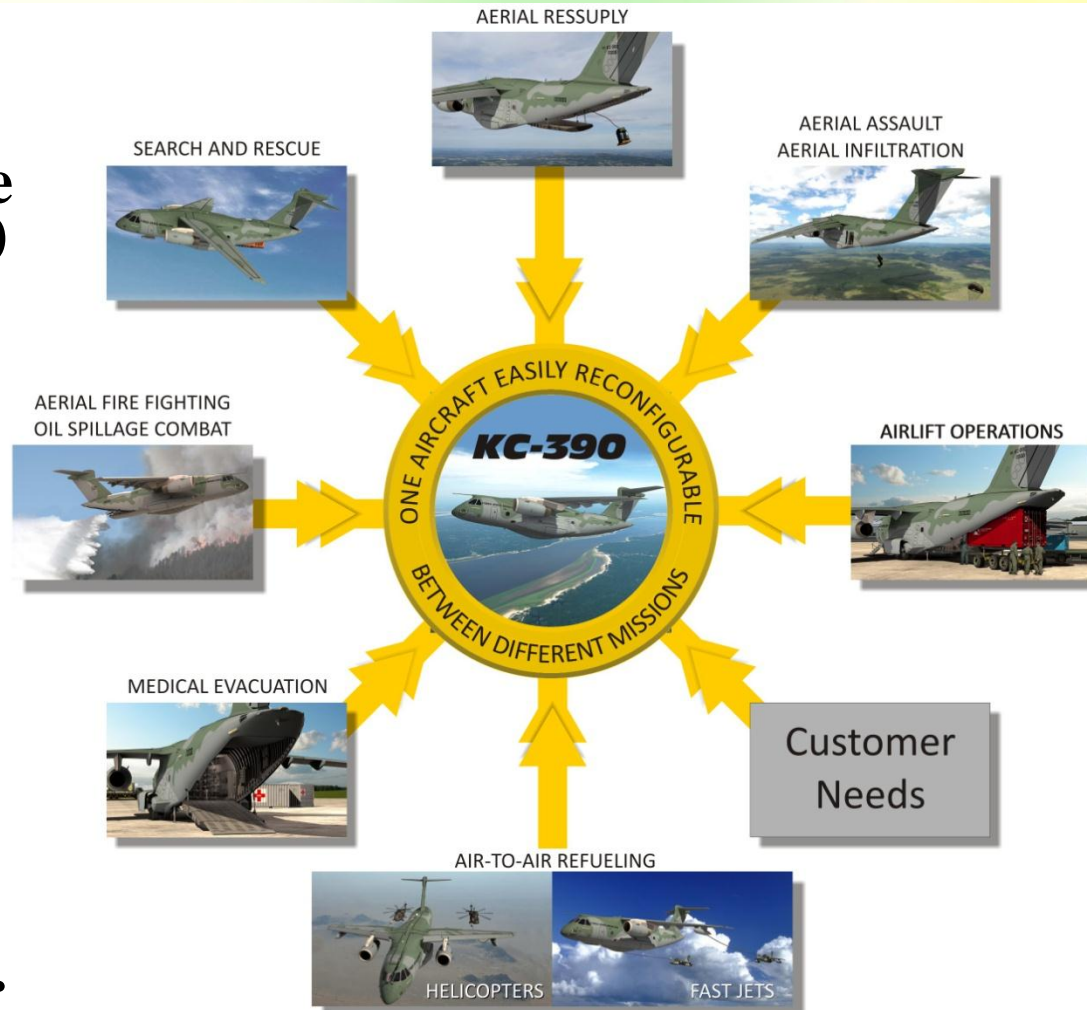 AERIAL RESSUPLY
SEARCH AND RESCUE
AERIAL ASSAULT
AERIAL INFILTRATION
e
)
AERIAL FIRE FIGHTING
OIL SPILLAGE COMBAT
ONE AIRCRAFT EASILY RECONFIGURABLE
BETWEEN DIFFERENT MISSIONS
KC-390
AIRLIFT OPERATIONS
MEDICAL EVACUATION
Customer
Needs
AIR-TO-AIR REFUELING
HELICOPTERS
FAST JETS
.